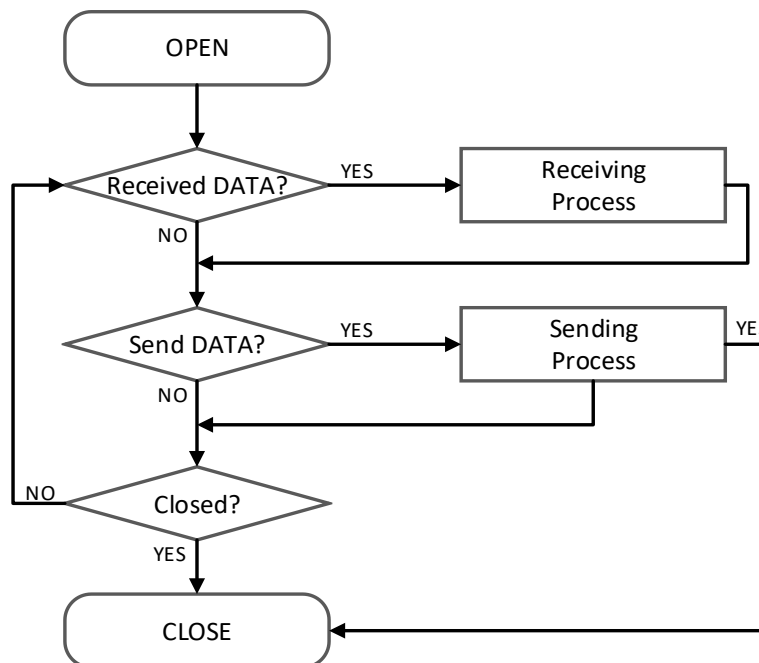 OPEN
Received DATA?
YES
Receiving
Process
NO
Send DATA?
YES
Sending
Process
YE
NO
Closed?
NO
YES
CLOSE